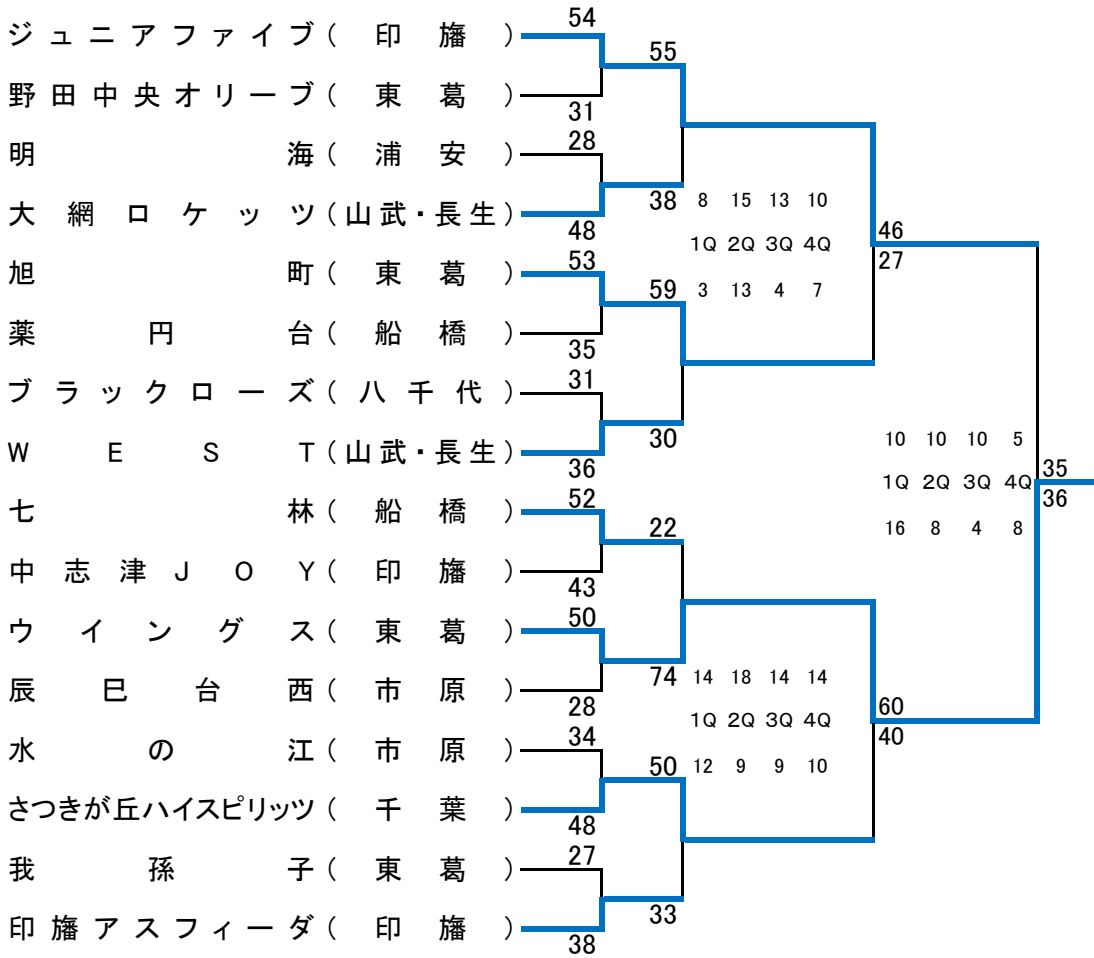 ジュニアファイブ(印旛) 54
55
野田中央オリーブ(東葛) 31
明海(浦安) 28
38 8 15 13 10
大網ロケッツ(山武・長生) 48
1Q 2Q 3Q 4Q 46
27
旭町(東葛) 53
59 3 13 4 7
薬円台(船橋) 35
ブラックローズ(八千代) 31
30 10 10 10 5
WEST(山武・長生) 36
1Q 2Q 3Q 4Q 35
36
七林(船橋) 52
22 16 8 4 8
中志津JOY(印旛) 43
ウイングス(東葛) 50
74 14 18 14 14
辰巳台西(市原) 28
1Q 2Q 3Q 4Q 60
40
水の江(市原) 34
50 12 9 9 10
さつきが丘ハイスピリッツ(千葉) 48
我孫子(東葛) 27
33
印旛アスフィーダ(印旛) 38